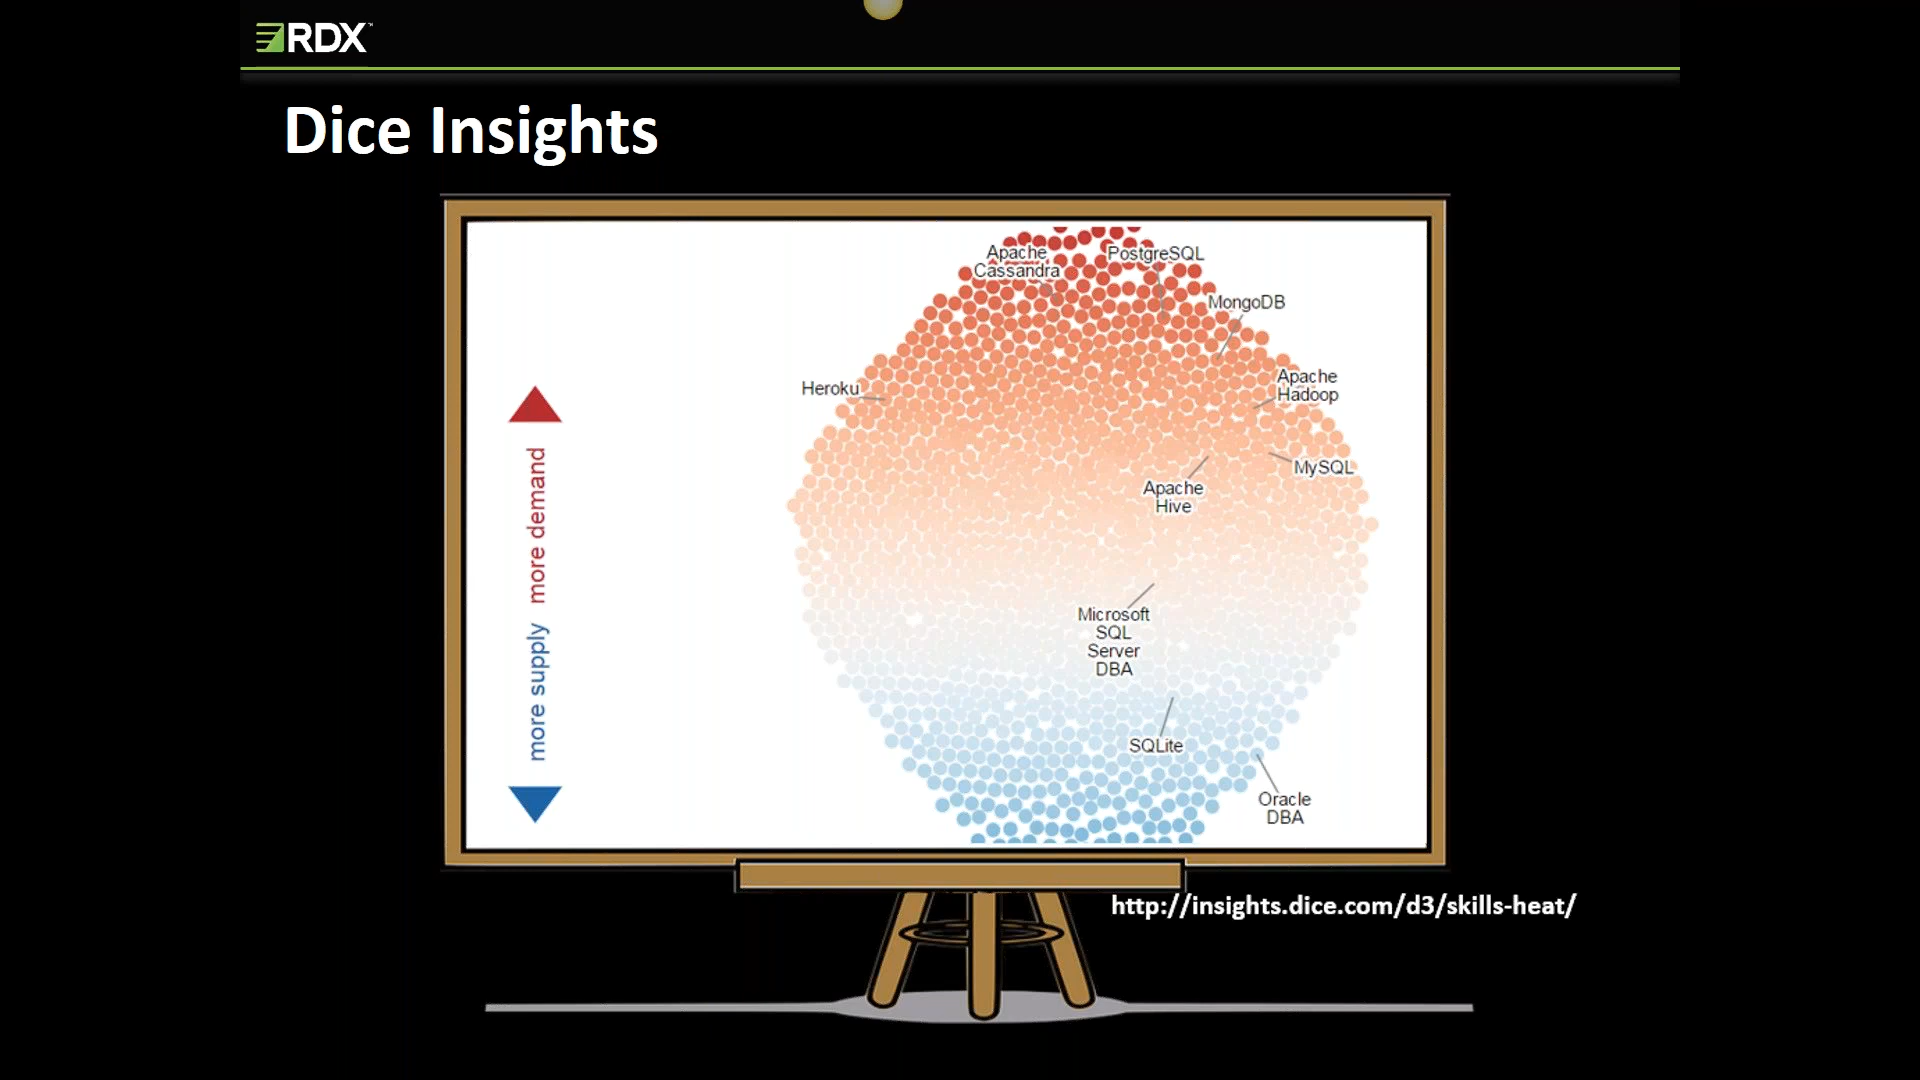 RDX
Dice Insights
Apache
Cassandra
PostgreSQL
MongoDB
Apache
Hadoop
Heroku
MySQL
Apache
Hive
more demand
more supply
Microsoft
SQL
Server
DBA
SQLite
Oracle
DBA
http://insights.dice.com/d3/skills-heat/